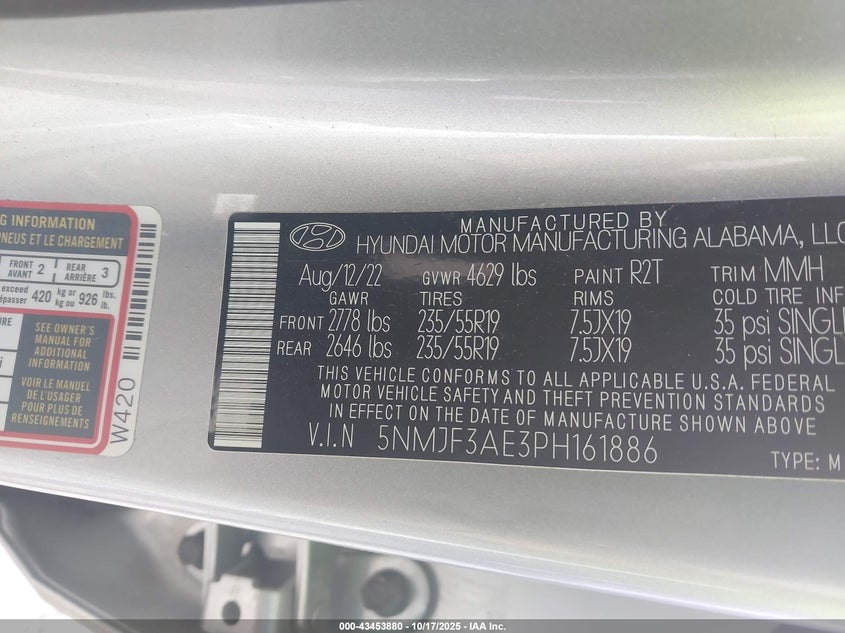 G INFORMATION
PNEUS ET LE CHARGEMENT
FRONT AVANT 2 REAR ARRIÈRE 3
exceed 420 kg or 926 lbs.
épasser kg ou lb.
SEE OWNER'S
MANUAL FOR
ADDITIONAL
INFORMATION
VOIR LE MANUEL
DE L'USAGER
POUR PLUS DE
RENSEIGNEMENTS
W420
MANUFACTURED BY
HYUNDAI MOTOR MANUFACTURING ALABAMA, LLC
Aug/12/22 GVWR 4629 lbs PAINT R2T TRIM MMH
GAWR TIRES RIMS COLD TIRE INF
FRONT 2778 lbs 235/55R19 7.5JX19 35 psi SINGL
REAR 2646 lbs 235/55R19 7.5JX19 35 psi SINGL
THIS VEHICLE CONFORMS TO ALL APPLICABLE U.S.A. FEDERAL
MOTOR VEHICLE SAFETY AND THEFT PREVENTION STANDARDS
IN EFFECT ON THE DATE OF MANUFACTURE SHOWN ABOVE
V.I.N 5NMJF3AE3PH161886
TYPE: M
000-43453880 - 10/17/2025 - IAA Inc.